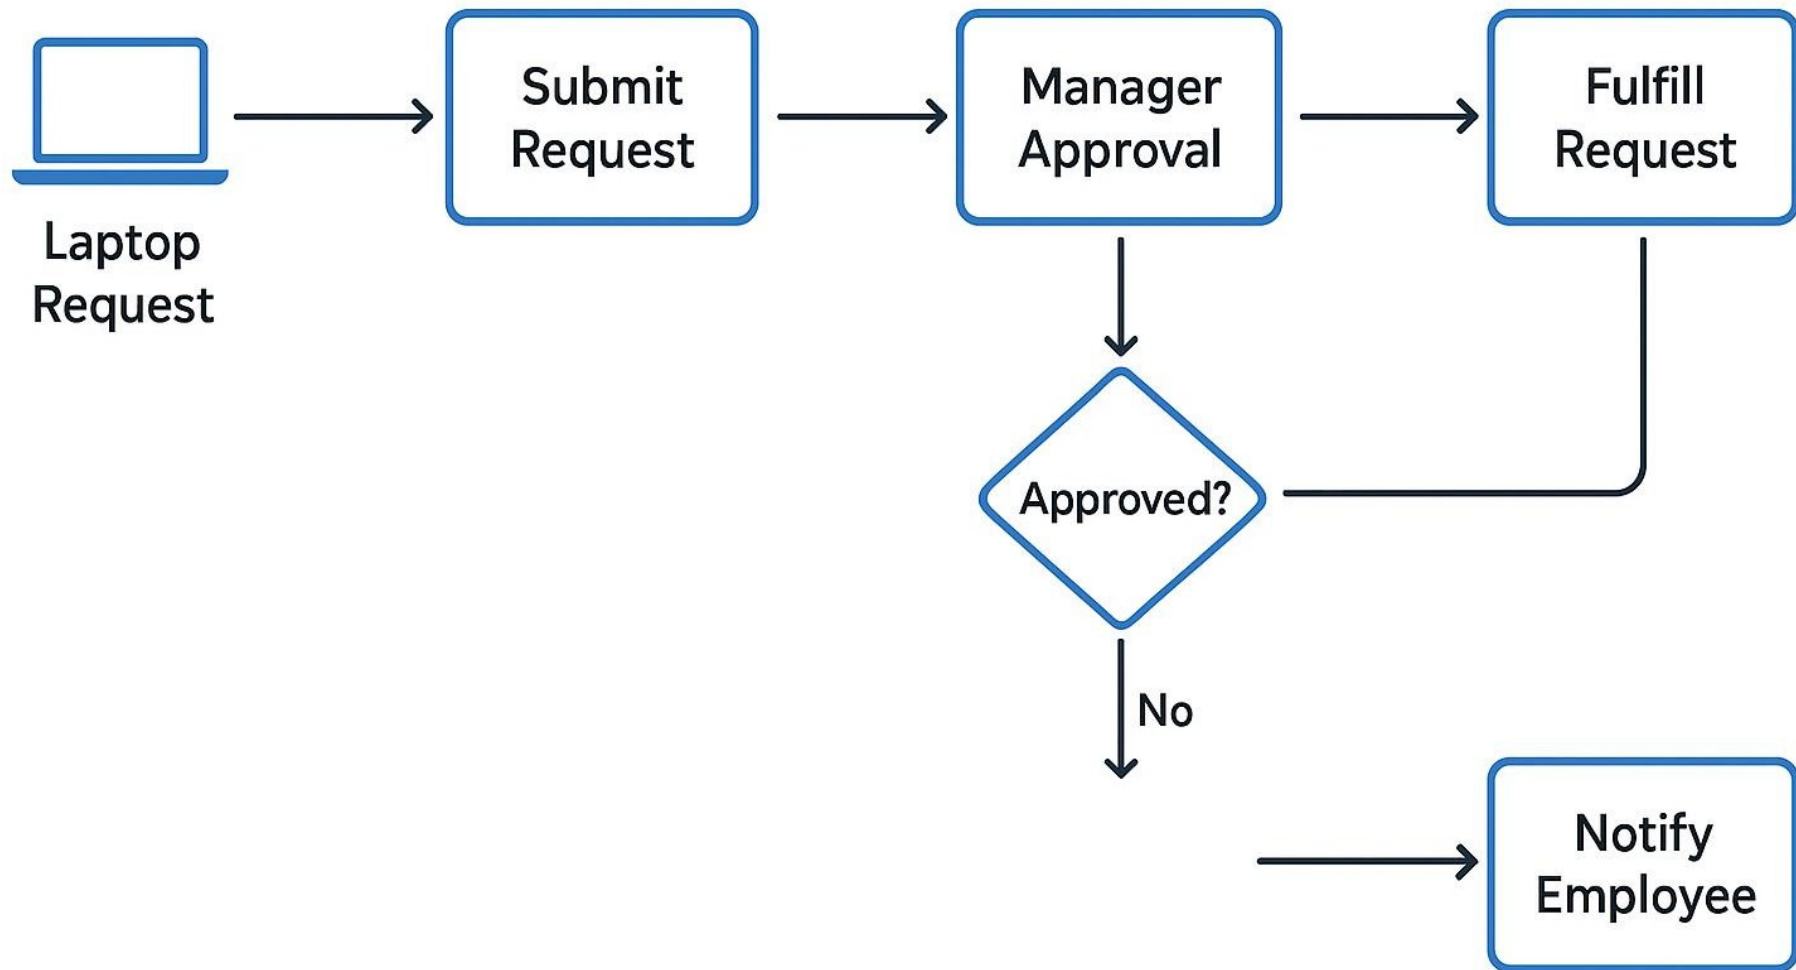 Laptop
Request
Submit
Request
Manager
Approval
Fulfill
Request
Approved?
No
Notify
Employee